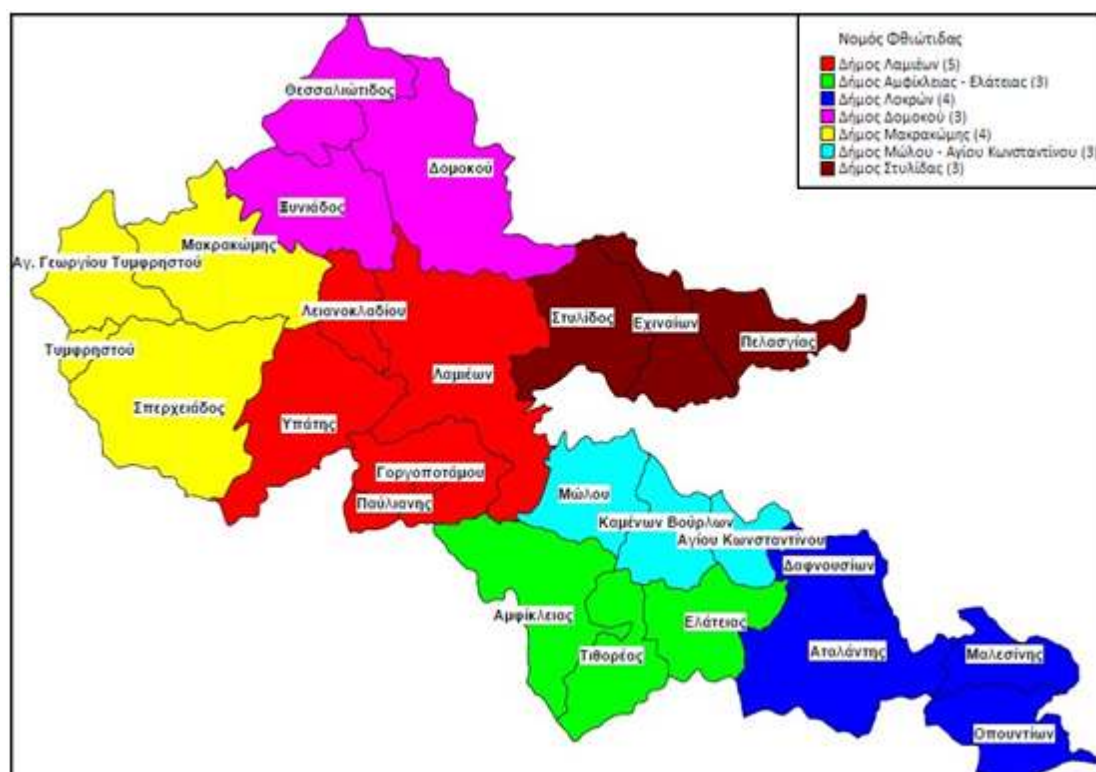 Νομός Φθιώτιδας
Δήμος Λαμιέων (5)
Δήμος Αμφίκλειας - Ελάτειας (3)
Δήμος Λοκρών (4)
Δήμος Δομοκού (3)
Δήμος Μακρακώμης (4)
Δήμος Μώλου - Αγίου Κωνσταντίνου (3)
Δήμος Στυλίδας (3)
Θεσσαλιώτιδος
Δομοκού
Ξυνιάδος
Μακρακώμης
Αγ. Γεωργίου Τυμφρηστού
Λειανοκλαδίου
Στυλίδος
Εχιναίων
Πελασγίας
Τυμφρηστού
Λαμιέων
Σπερχειάδος
Υπάτης
Γοργοποτάμου
Παύλιανης
Μώλου
Καμένων Βούρλων
Αγίου Κωνσταντίνου
Δαφνουσίων
Αμφίκλειας
Ελάτειας
Τιθορέας
Αταλάντης
Μαλεσίνης
Οπουντίων